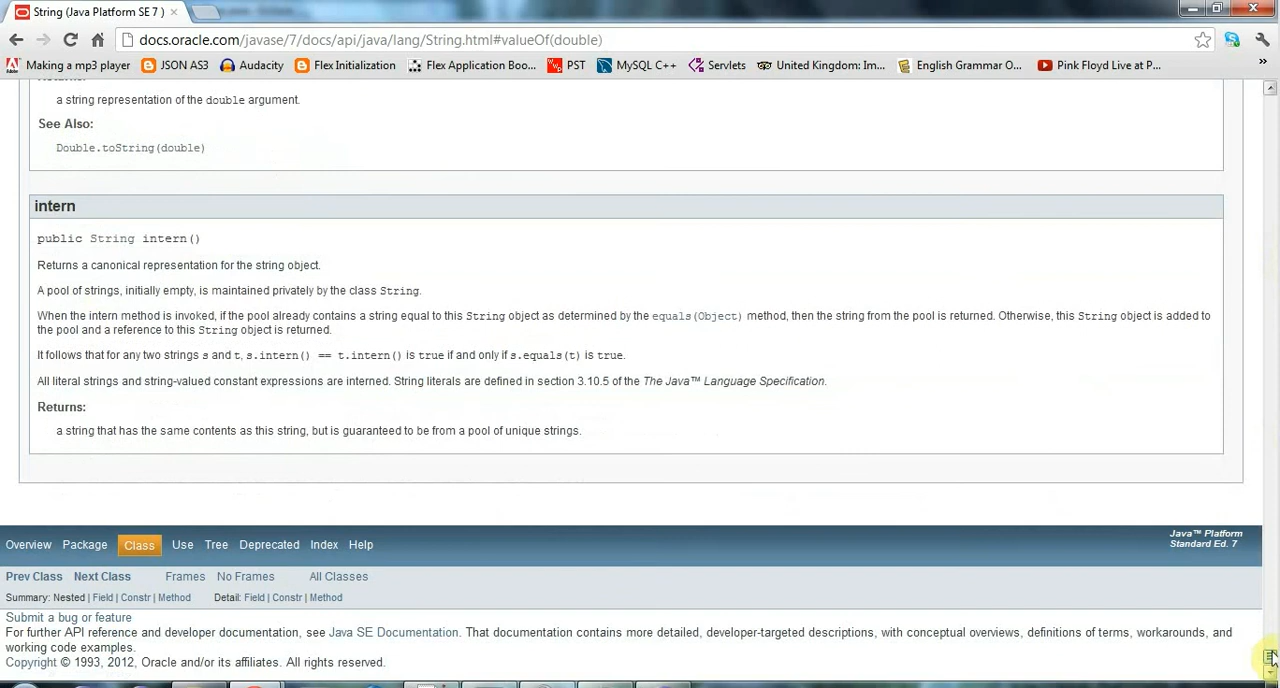 String (Java Platform SE 7 )
docs.oracle.com/javase/7/docs/api/java/lang/String.html#valueOf(double)
Making a mp3 player JSON AS3 Audacity Flex Initialization Flex Application Boo... PST MySQL C++ Servlets United Kingdom: Im... English Grammar O... Pink Floyd Live at P... »
a string representation of the double argument.
See Also:
Double.toString(double)
intern
public String intern()
Returns a canonical representation for the string object.
A pool of strings, initially empty, is maintained privately by the class String.
When the intern method is invoked, if the pool already contains a string equal to this String object as determined by the equals(Object) method, then the string from the pool is returned. Otherwise, this String object is added to
the pool and a reference to this String object is returned.
It follows that for any two strings s and t, s.intern() == t.intern() is true if and only if s.equals(t) is true.
All literal strings and string-valued constant expressions are interned. String literals are defined in section 3.10.5 of the The Java™ Language Specification.
Returns:
a string that has the same contents as this string, but is guaranteed to be from a pool of unique strings.
Overview Package Class Use Tree Deprecated Index Help
Java™ Platform
Standard Ed. 7
Prev Class Next Class Frames No Frames All Classes
Summary: Nested | Field | Constr | Method Detail: Field | Constr | Method
Submit a bug or feature
For further API reference and developer documentation, see Java SE Documentation. That documentation contains more detailed, developer-targeted descriptions, with conceptual overviews, definitions of terms, workarounds, and
working code examples.
Copyright © 1993, 2012, Oracle and/or its affiliates. All rights reserved.